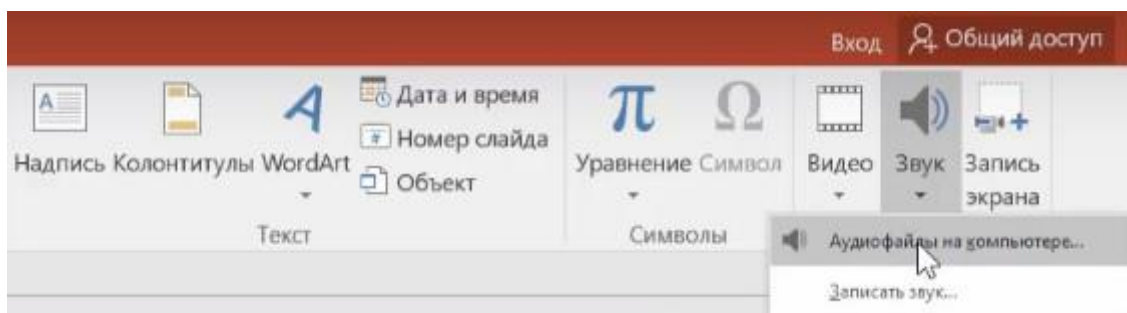 Вход Общий доступ
Надпись
Колонтитулы
WordArt
Дата и время
Номер слайда
Объект
Текст
Уравнение
Символ
Символы
Видео
Звук
Запись
экрана
Аудиофайлы на компьютере...
Записать звук...